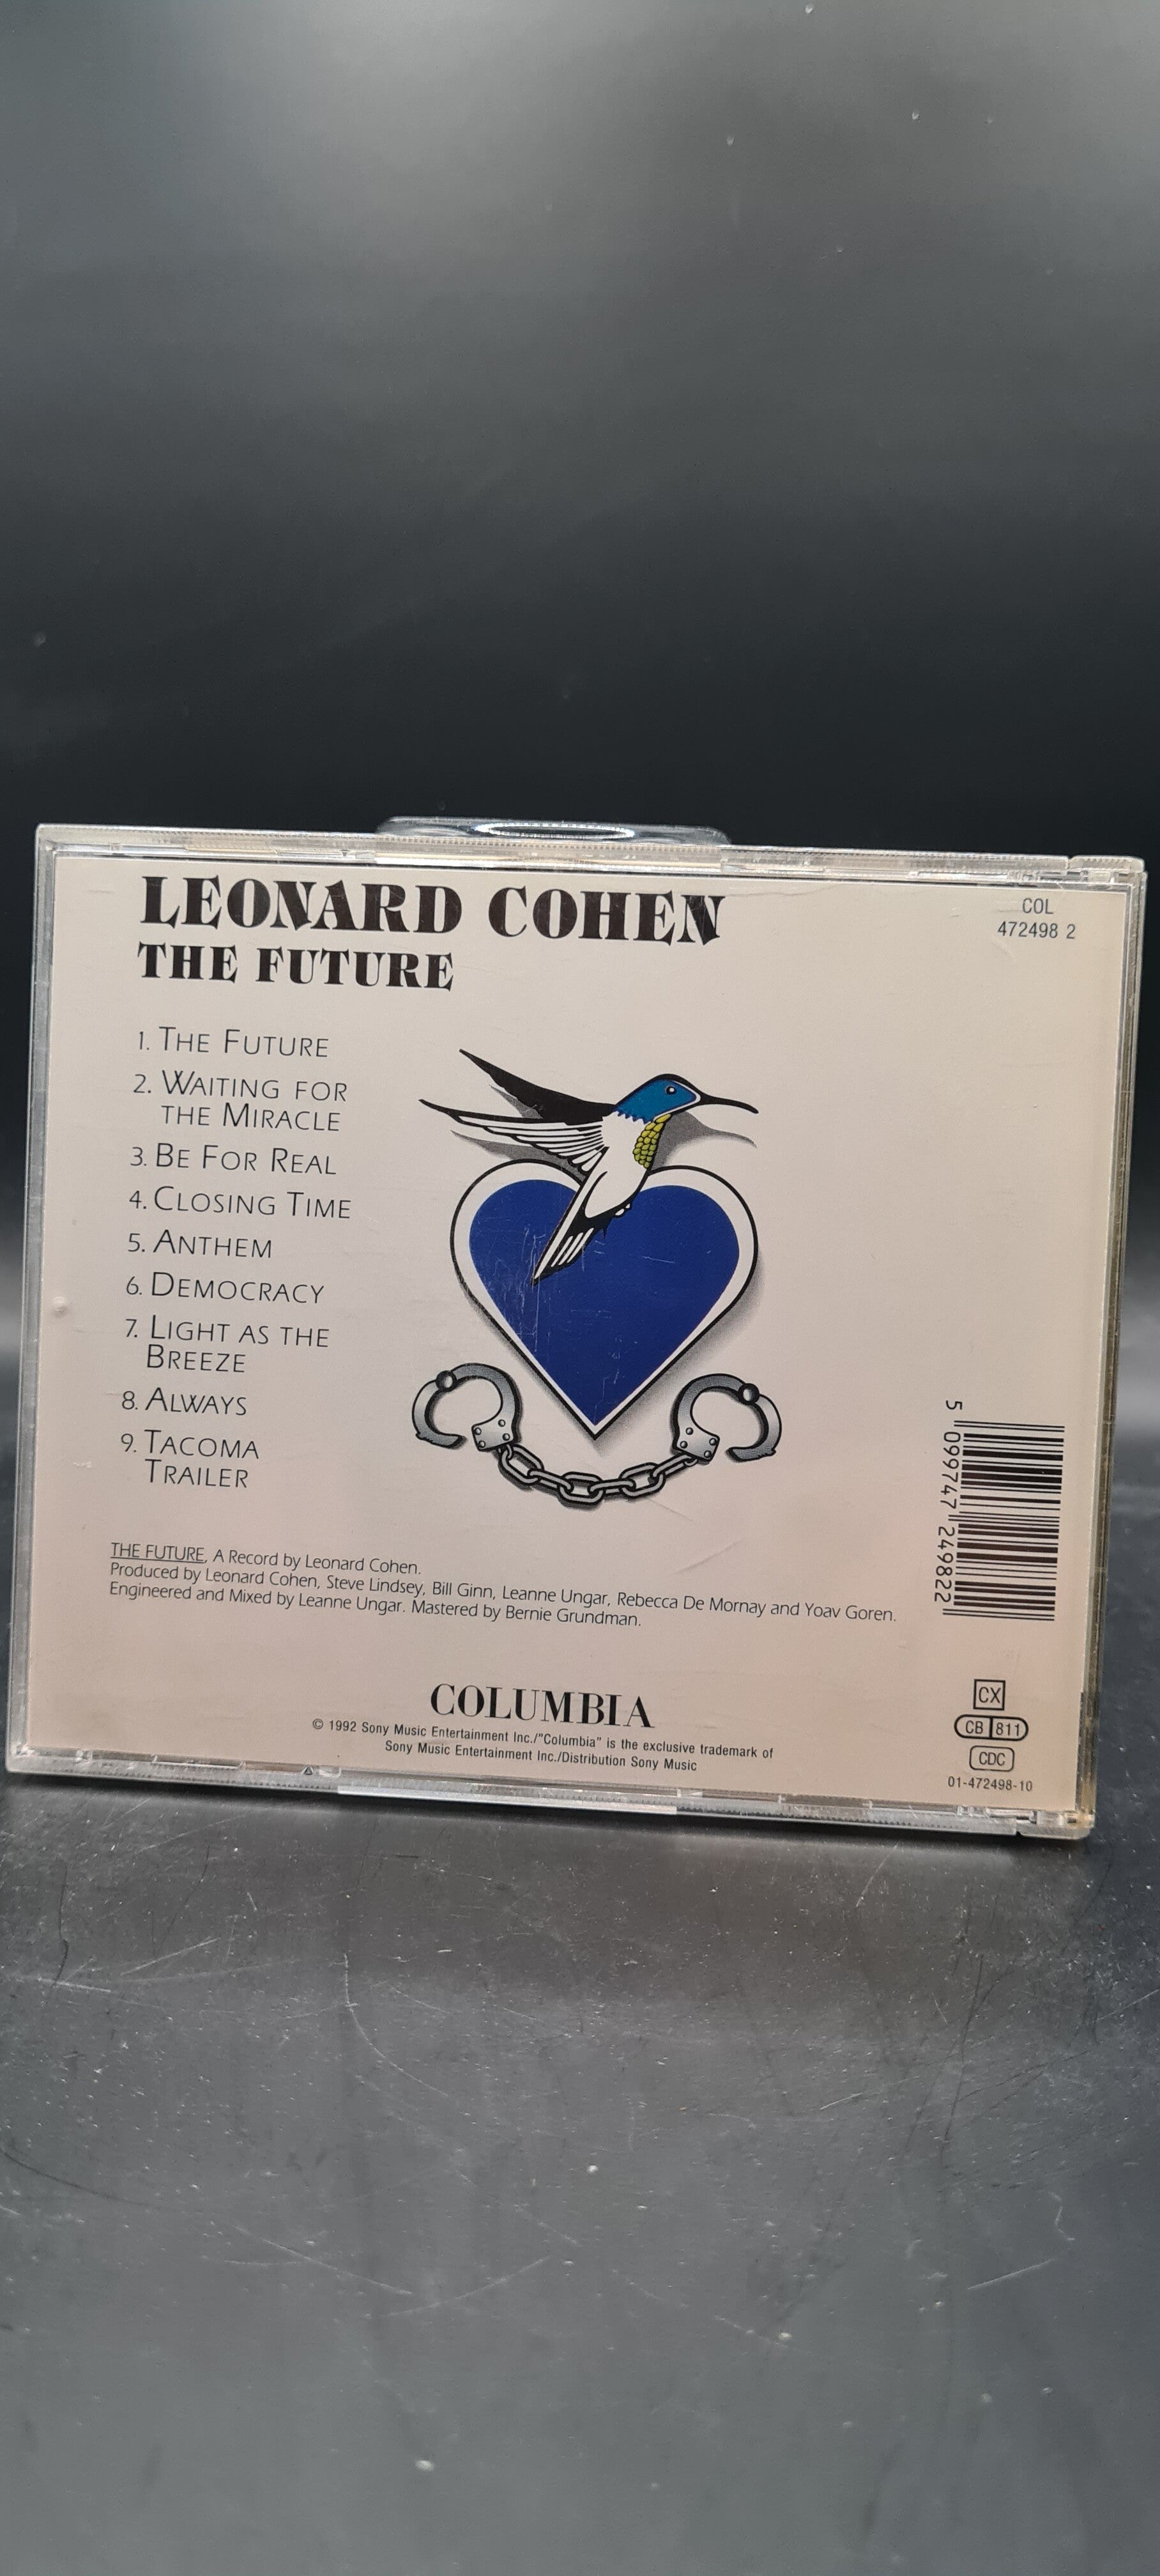 LEONARD COHEN
THE FUTURE
COL
472498 2
1. THE FUTURE
2. WAITING FOR
THE MIRACLE
3. BE FOR REAL
4. CLOSING TIME
5. ANTHEM
6. DEMOCRACY
7. LIGHT AS THE
BREEZE
8. ALWAYS
9. TACOMA
TRAILER
5 099747 249822
THE FUTURE, A Record by Leonard Cohen.
Produced by Leonard Cohen, Steve Lindsey, Bill Ginn, Leanne Ungar, Rebecca De Mornay and Yoav Goren.
Engineered and Mixed by Leanne Ungar. Mastered by Bernie Grundman.
COLUMBIA
© 1992 Sony Music Entertainment Inc./"Columbia" is the exclusive trademark of
Sony Music Entertainment Inc./Distribution Sony Music
CX
CB 811
CDC
01-472498-10